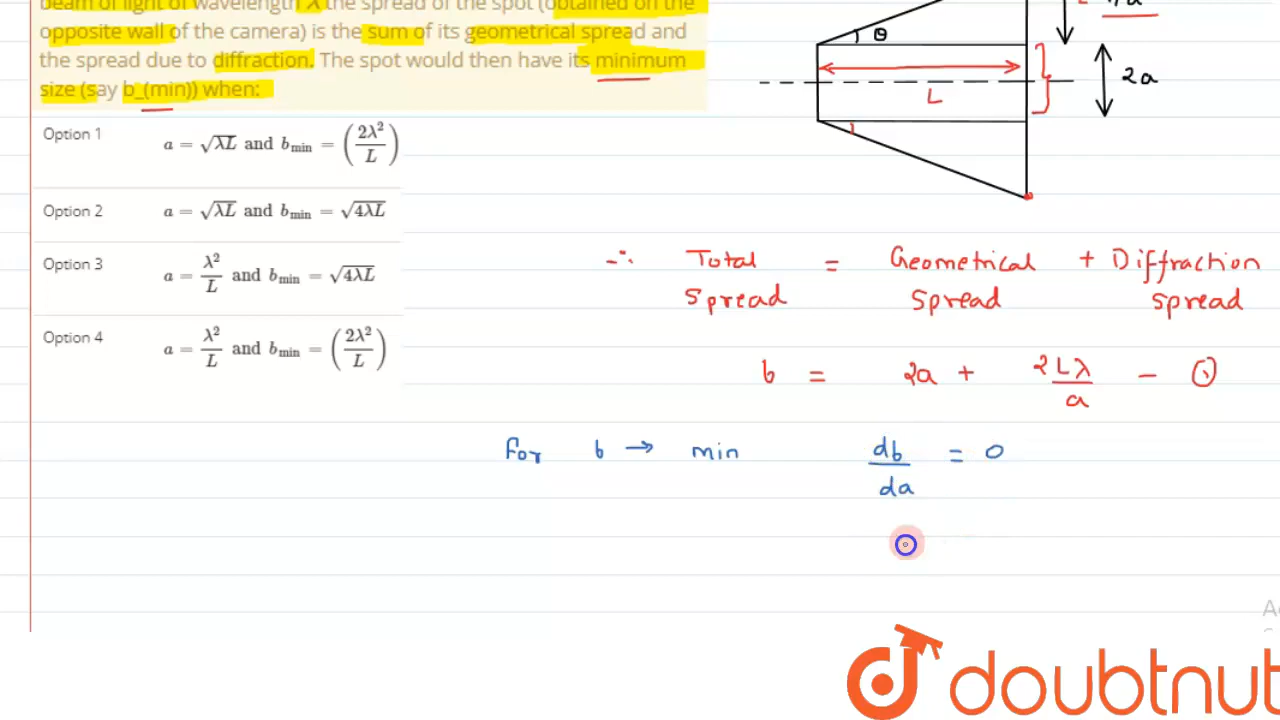 beam of light of wavelength λ the spread of the spot (obtained on the
opposite wall of the camera) is the sum of its geometrical spread and
the spread due to diffraction. The spot would then have its minimum
size (say b_(min)) when:
θ
L
2a
Option 1 a = √λL and b_min = (2λ²/L)
Option 2 a = √λL and b_min = √4λL
Option 3 a = λ²/L and b_min = √4λL
Option 4 a = λ²/L and b_min = (2λ²/L)
∴ Total spread = Geometrical spread + Diffraction spread
b = 2a + 2Lλ/a - ①
For b → min db/da = 0
doubtnut